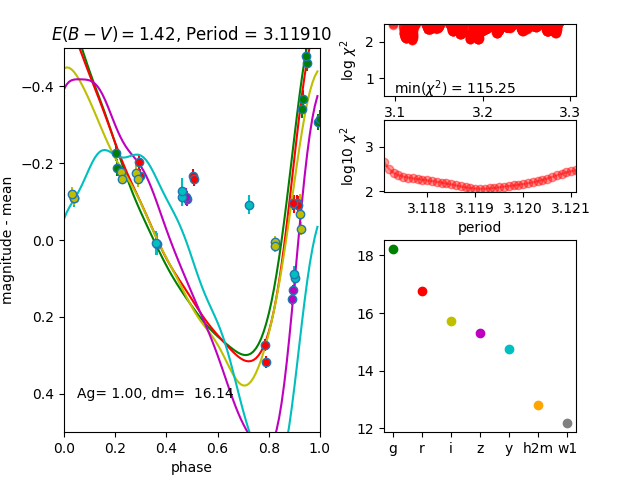 E(B − V) = 1.42, Period = 3.11910
magnitude - mean
−0.4
−0.2
0.0
0.2
0.4
Ag= 1.00, dm=  16.14
0.0 0.2 0.4 0.6 0.8 1.0
phase
log χ²
2
1
min(χ²) = 115.25
3.1 3.2 3.3
log10 χ²
3
2
3.118 3.119 3.120 3.121
period
18
16
14
12
g r i z y h2m w1